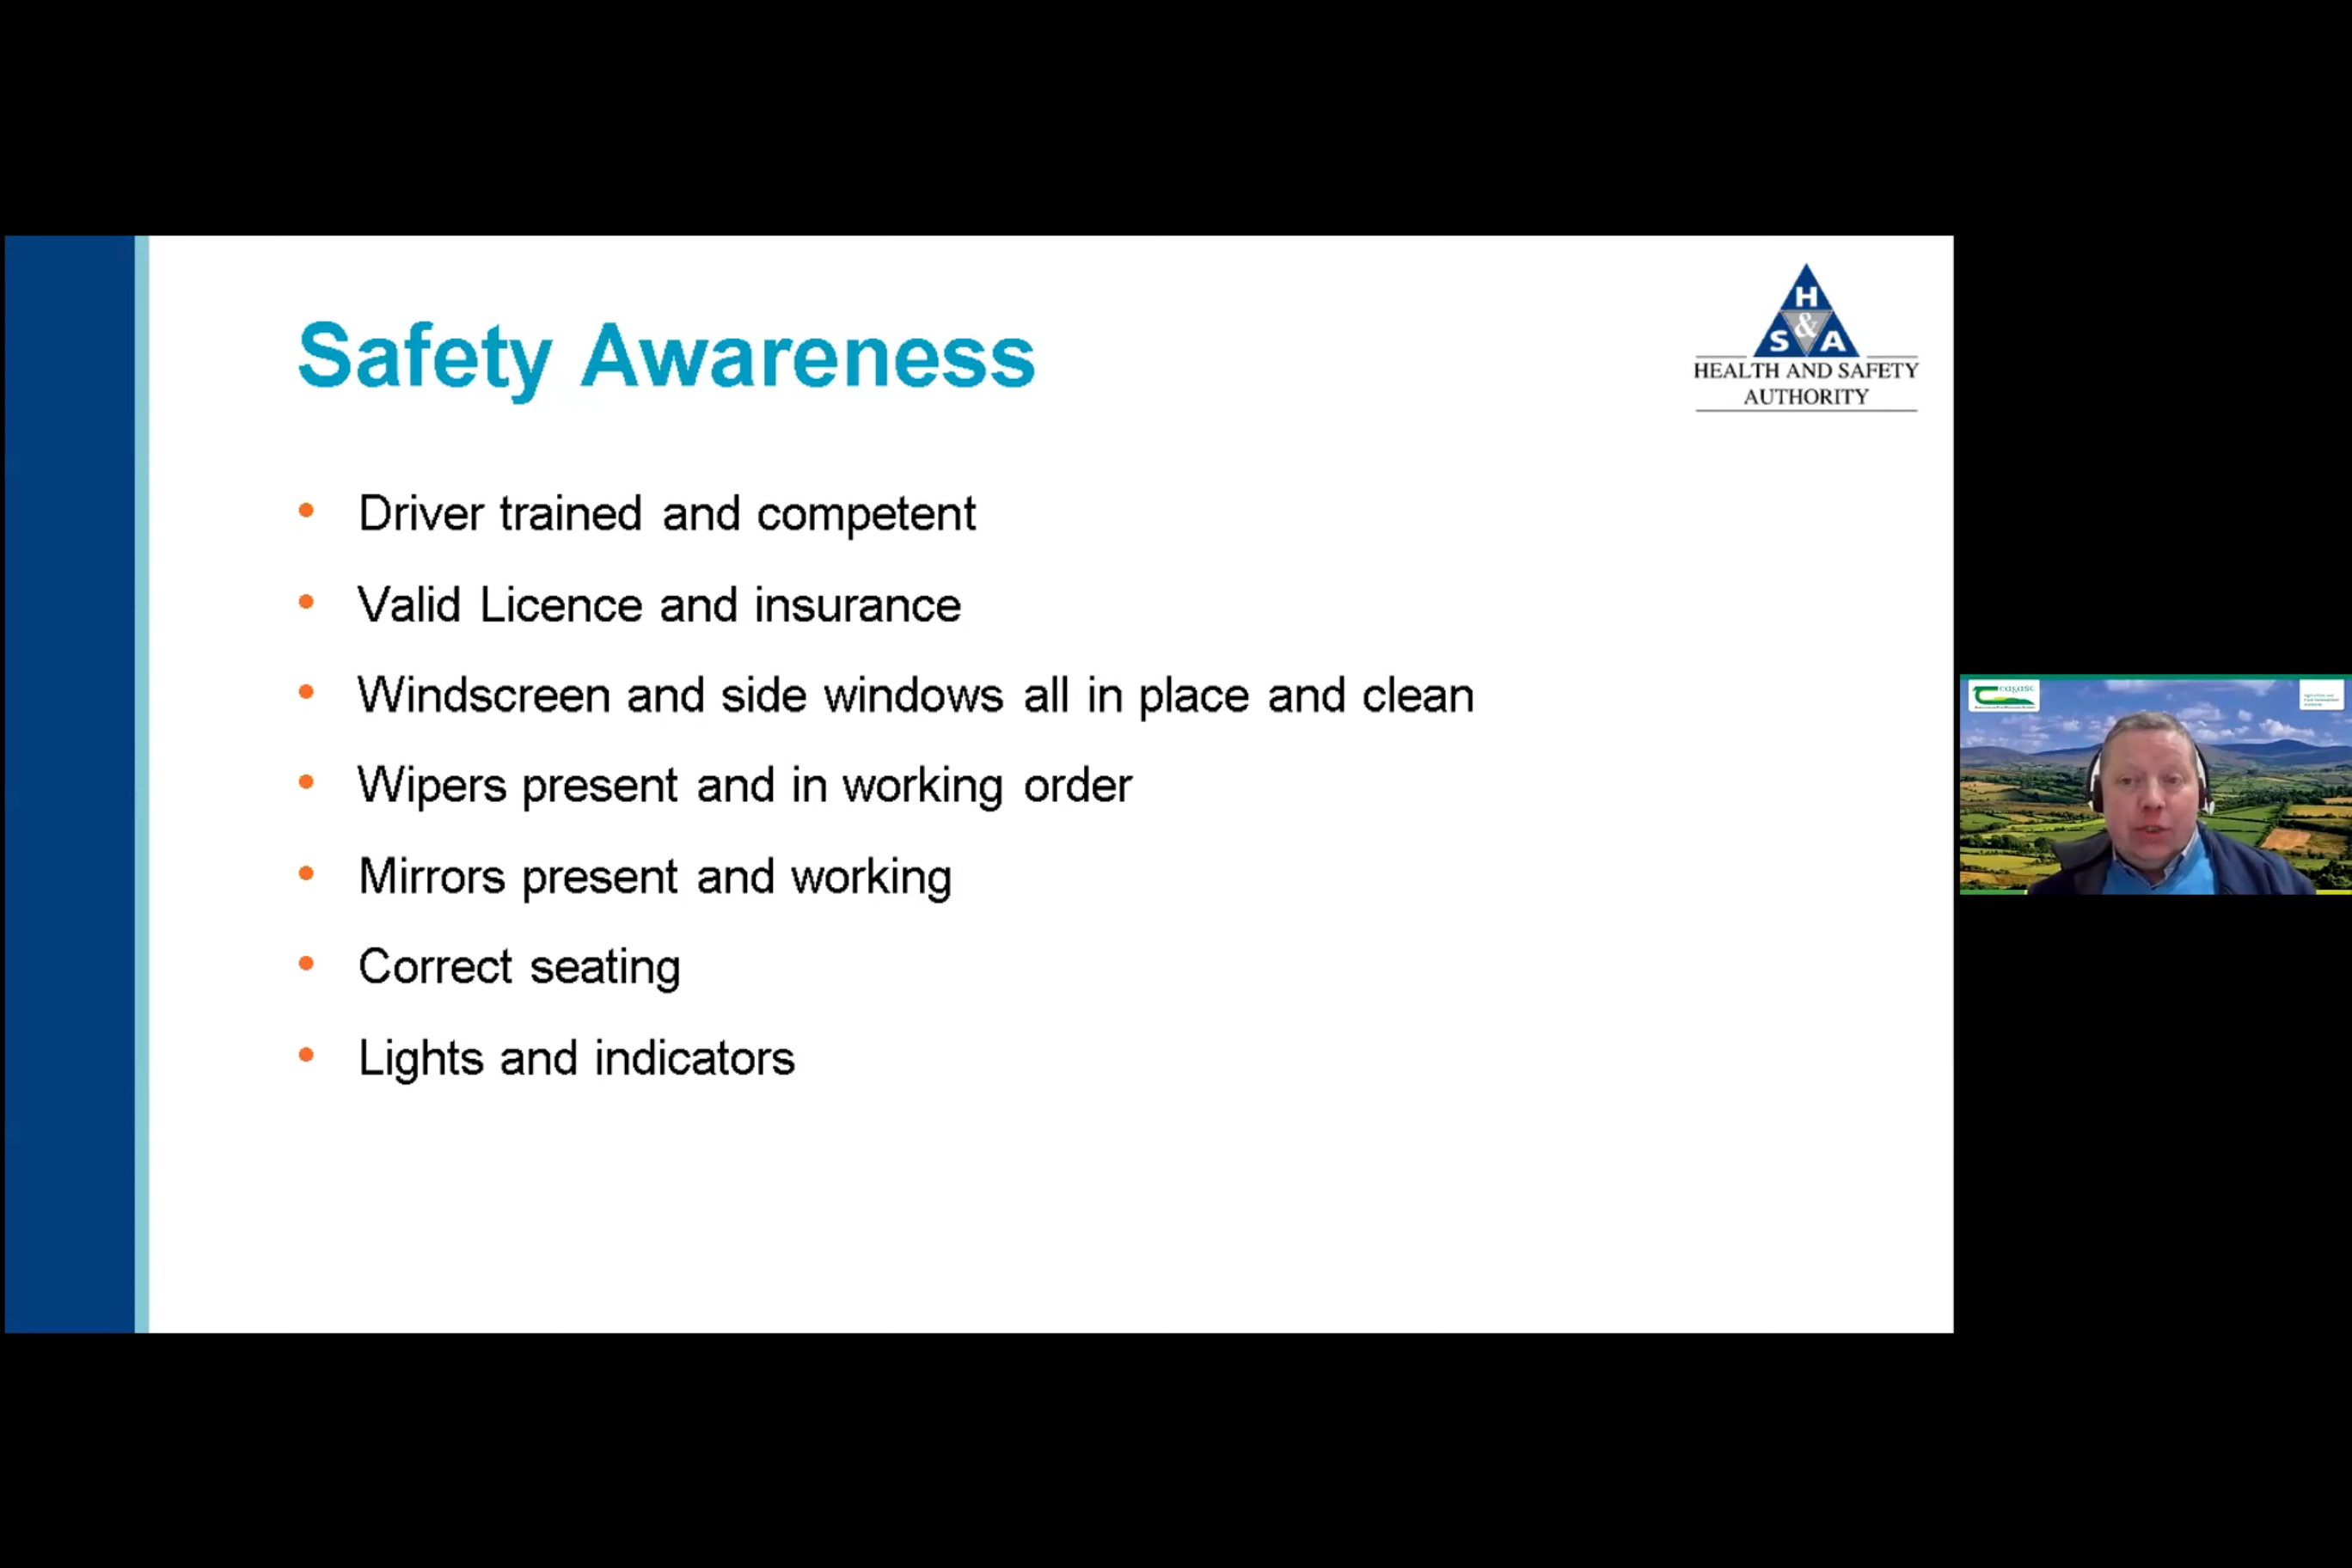 Safety Awareness
H
S & A
HEALTH AND SAFETY
AUTHORITY
• Driver trained and competent
• Valid Licence and insurance
• Windscreen and side windows all in place and clean
• Wipers present and in working order
• Mirrors present and working
• Correct seating
• Lights and indicators
teagasc